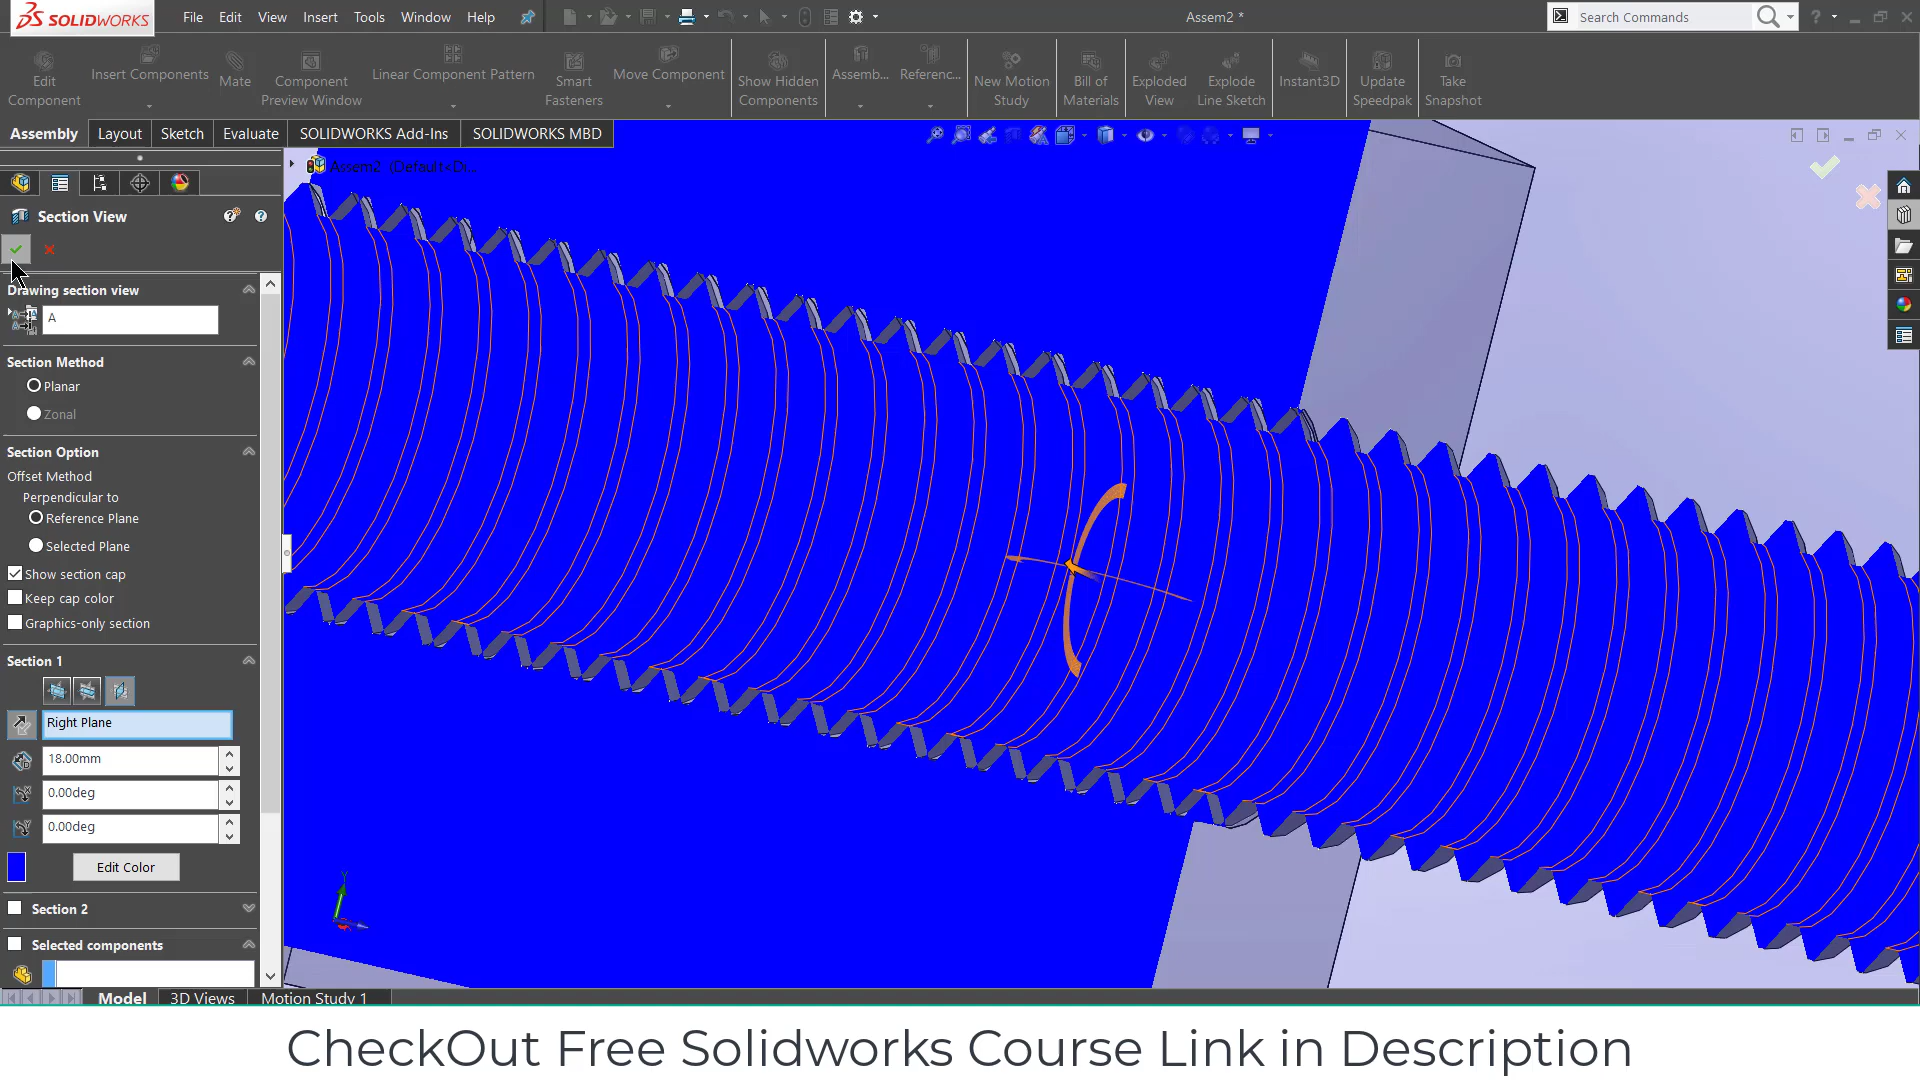 SOLIDWORKS
File Edit View Insert Tools Window Help
Assem2 *
Search Commands
Edit Component
Insert Components
Mate
Component Preview Window
Linear Component Pattern
Smart Fasteners
Move Component
Show Hidden Components
Assemb...
Referenc...
New Motion Study
Bill of Materials
Exploded View
Explode Line Sketch
Instant3D
Update Speedpak
Take Snapshot
Assembly Layout Sketch Evaluate SOLIDWORKS Add-Ins SOLIDWORKS MBD
Assem2 (Default<Di...
Section View
Drawing section view
A
Section Method
Planar
Zonal
Section Option
Offset Method
Perpendicular to
Reference Plane
Selected Plane
Show section cap
Keep cap color
Graphics-only section
Section 1
Right Plane
18.00mm
0.00deg
0.00deg
Edit Color
Section 2
Selected components
Y
Model 3D Views Motion Study 1
CheckOut Free Solidworks Course Link in Description